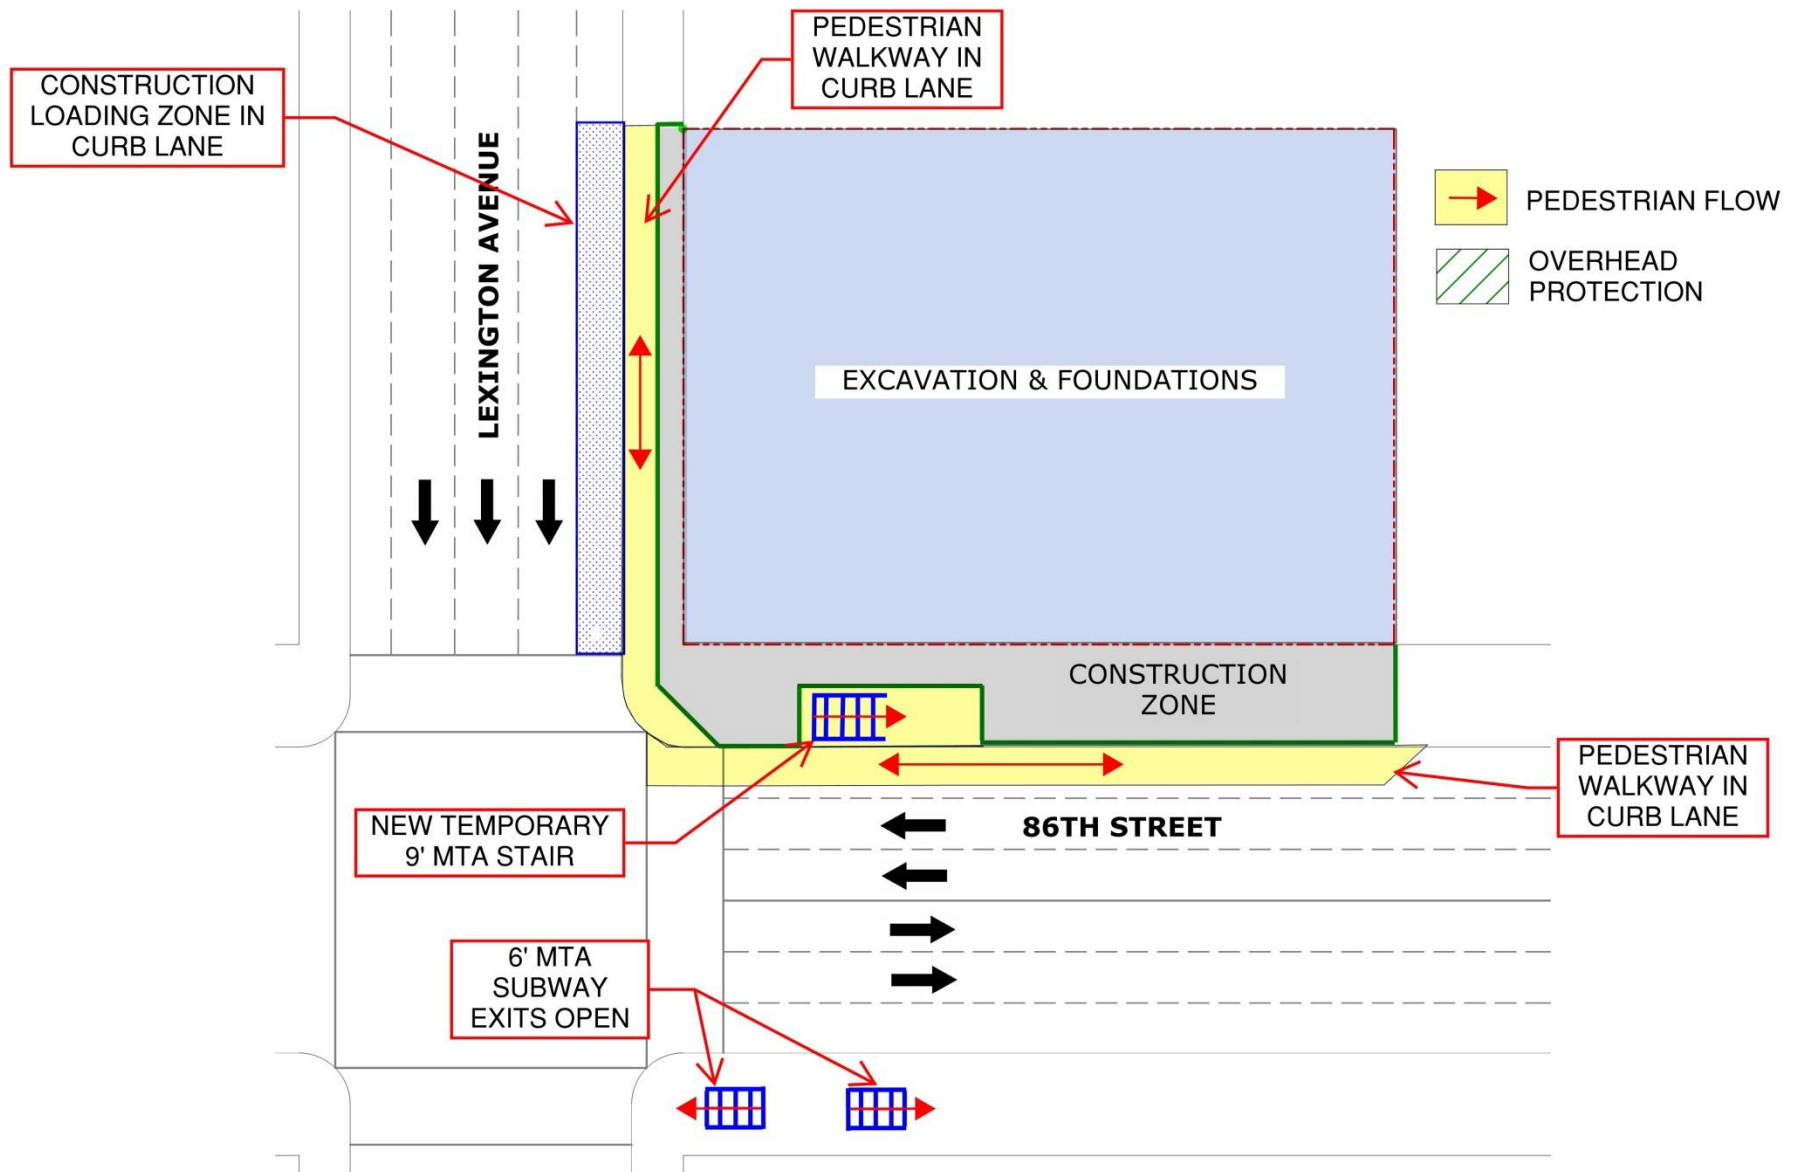 PEDESTRIAN
WALKWAY IN
CURB LANE
CONSTRUCTION
LOADING ZONE IN
CURB LANE
LEXINGTON AVENUE
PEDESTRIAN FLOW
OVERHEAD
PROTECTION
EXCAVATION & FOUNDATIONS
CONSTRUCTION
ZONE
PEDESTRIAN
WALKWAY IN
CURB LANE
NEW TEMPORARY
9' MTA STAIR
86TH STREET
6' MTA
SUBWAY
EXITS OPEN